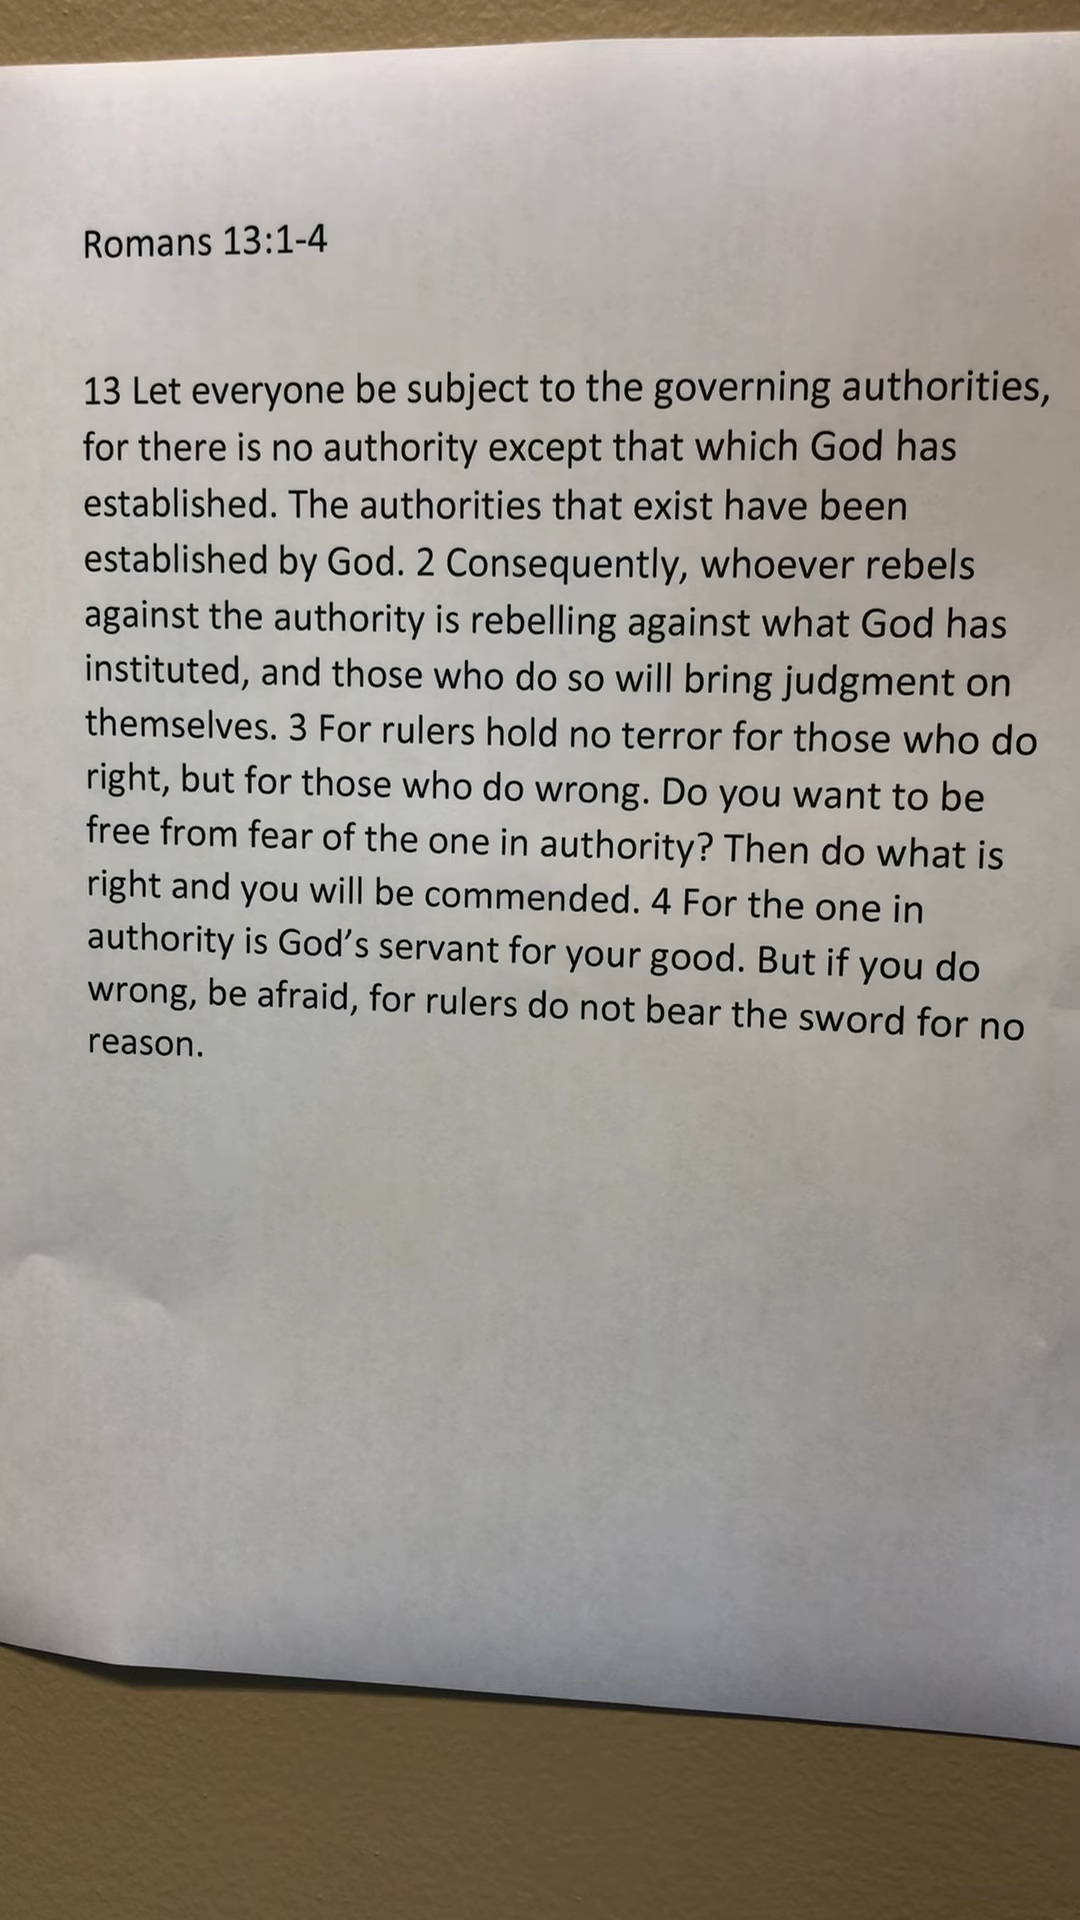 Romans 13:1-4
13 Let everyone be subject to the governing authorities,
for there is no authority except that which God has
established. The authorities that exist have been
established by God. 2 Consequently, whoever rebels
against the authority is rebelling against what God has
instituted, and those who do so will bring judgment on
themselves. 3 For rulers hold no terror for those who do
right, but for those who do wrong. Do you want to be
free from fear of the one in authority? Then do what is
right and you will be commended. 4 For the one in
authority is God’s servant for your good. But if you do
wrong, be afraid, for rulers do not bear the sword for no
reason.